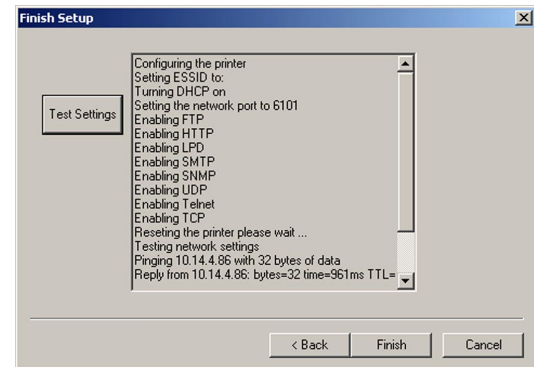 Finish Setup
Test Settings
Configuring the printer
Setting ESSID to:
Turning DHCP on
Setting the network port to 6101
Enabling FTP
Enabling HTTP
Enabling LPD
Enabling SMTP
Enabling SNMP
Enabling UDP
Enabling Telnet
Enabling TCP
Reseting the printer please wait ...
Testing network settings
Pinging 10.14.4.86 with 32 bytes of data
Reply from 10.14.4.86: bytes=32 time=961ms TTL=
< Back
Finish
Cancel